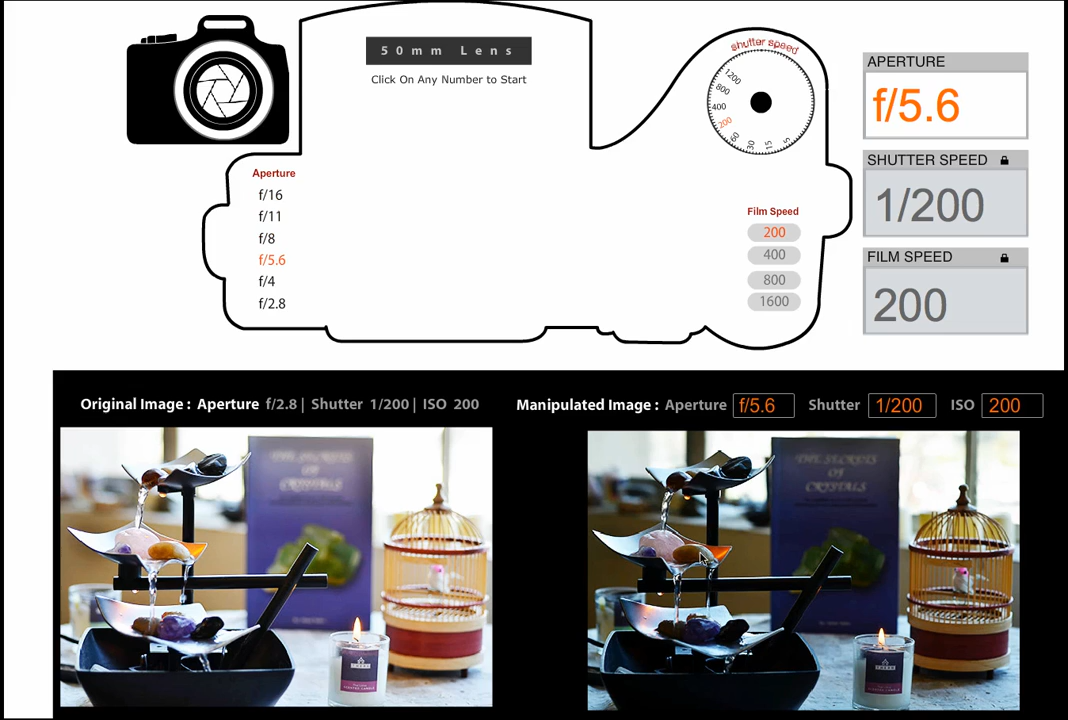 50mm Lens
Click On Any Number to Start
shutter speed
1200
800
400
200
60
30
15
5
Aperture
f/16
f/11
f/8
f/5.6
f/4
f/2.8
Film Speed
200
400
800
1600
APERTURE
f/5.6
SHUTTER SPEED
1/200
FILM SPEED
200
Original Image : Aperture f/2.8 | Shutter 1/200 | ISO 200
Manipulated Image : Aperture f/5.6 Shutter 1/200 ISO 200
THE SECRETS
OF
CRYSTALS
THE SECRETS
OF
CRYSTALS